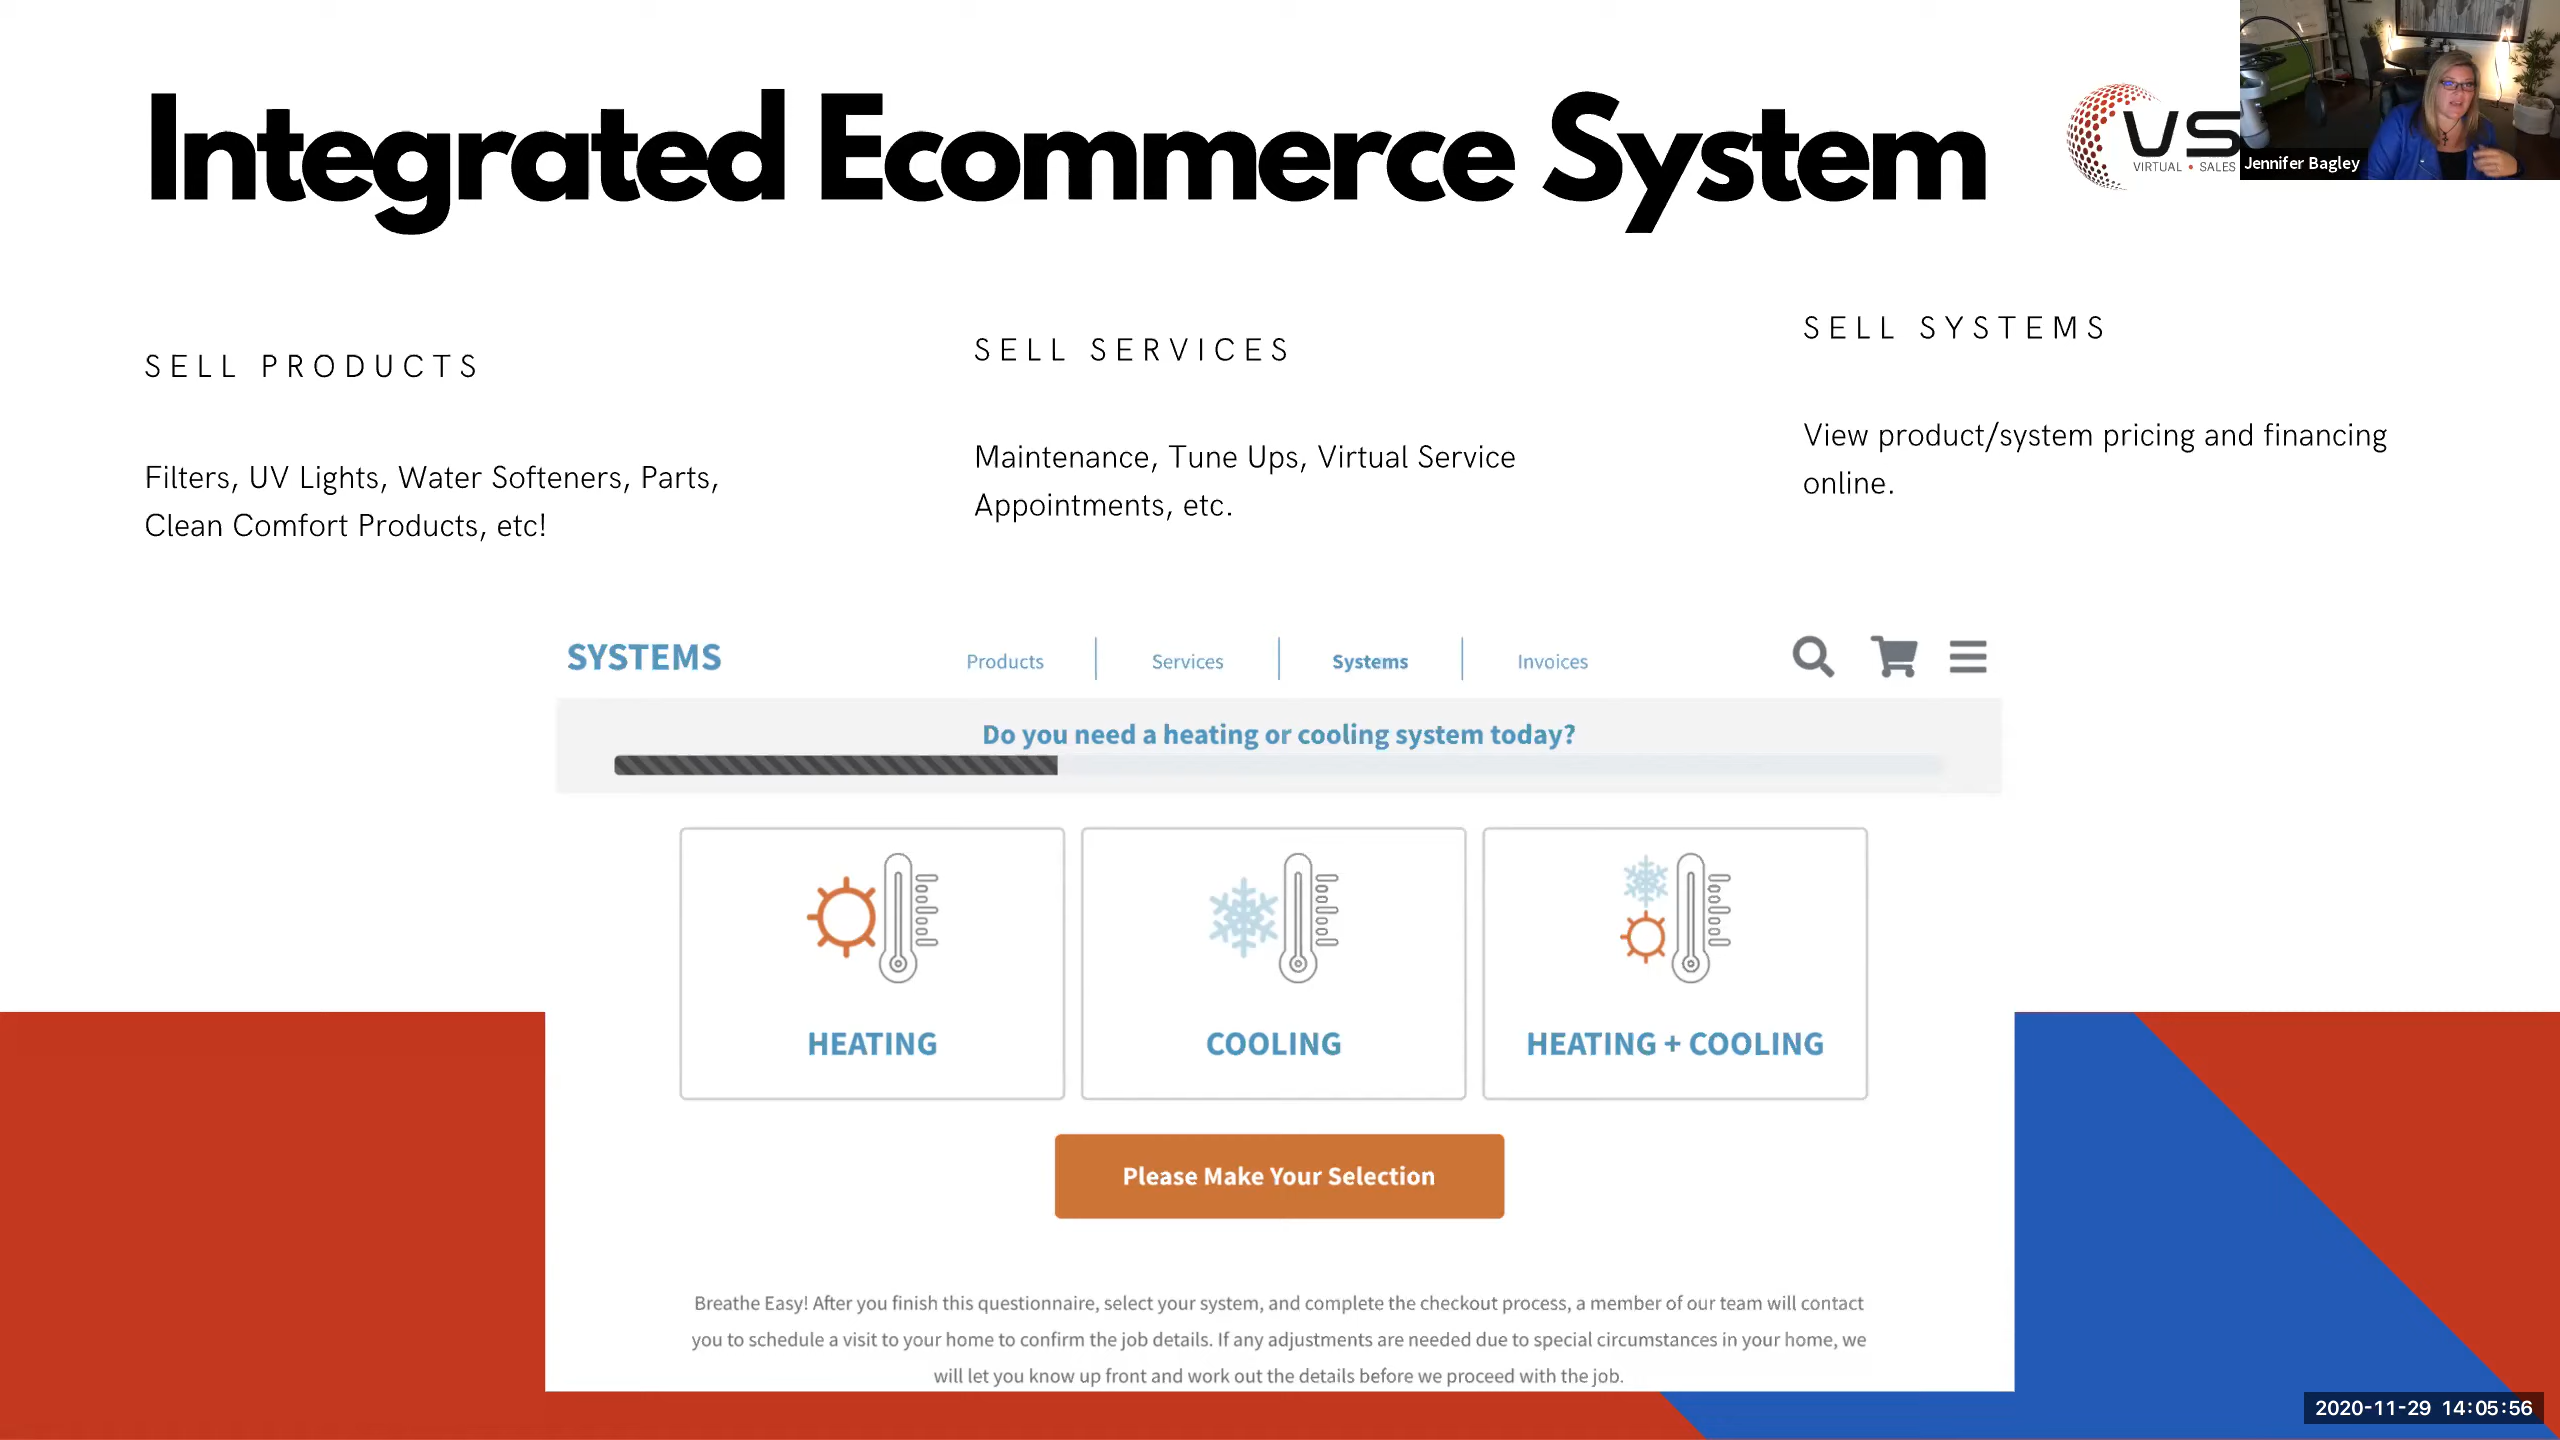 Integrated Ecommerce System
VS
VIRTUAL • SALES
Jennifer Bagley
SELL PRODUCTS
Filters, UV Lights, Water Softeners, Parts,
Clean Comfort Products, etc!
SELL SERVICES
Maintenance, Tune Ups, Virtual Service
Appointments, etc.
SELL SYSTEMS
View product/system pricing and financing
online.
SYSTEMS
Products
Services
Systems
Invoices
Do you need a heating or cooling system today?
HEATING
COOLING
HEATING + COOLING
Please Make Your Selection
Breathe Easy! After you finish this questionnaire, select your system, and complete the checkout process, a member of our team will contact
you to schedule a visit to your home to confirm the job details. If any adjustments are needed due to special circumstances in your home, we
will let you know up front and work out the details before we proceed with the job.
2020-11-29 14:05:56